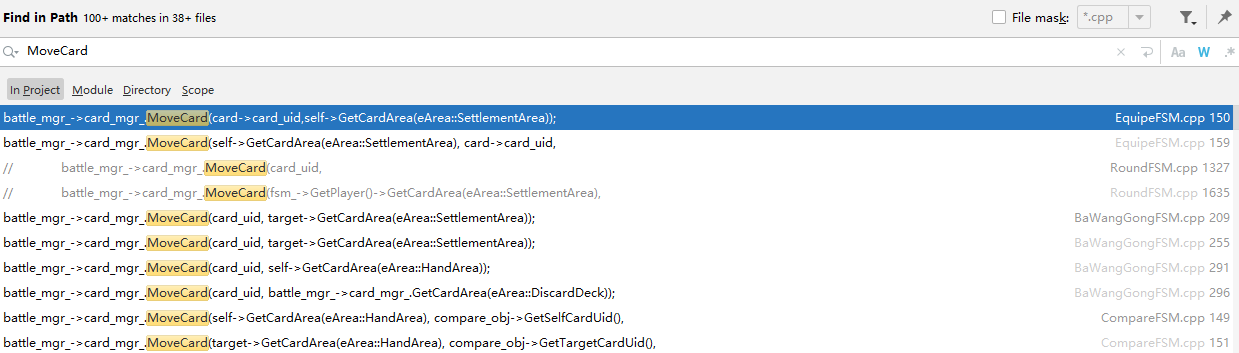 Find in Path 100+ matches in 38+ files File mask: *.cpp
MoveCard Aa W .*
In Project Module Directory Scope
battle_mgr_->card_mgr_.MoveCard(card->card_uid,self->GetCardArea(eArea::SettlementArea)); EquipeFSM.cpp 150
battle_mgr_->card_mgr_.MoveCard(self->GetCardArea(eArea::SettlementArea), card->card_uid, EquipeFSM.cpp 159
// battle_mgr_->card_mgr_.MoveCard(card_uid, RoundFSM.cpp 1327
// battle_mgr_->card_mgr_.MoveCard(fsm_->GetPlayer()->GetCardArea(eArea::SettlementArea), RoundFSM.cpp 1635
battle_mgr_->card_mgr_.MoveCard(card_uid, target->GetCardArea(eArea::SettlementArea)); BaWangGongFSM.cpp 209
battle_mgr_->card_mgr_.MoveCard(card_uid, target->GetCardArea(eArea::SettlementArea)); BaWangGongFSM.cpp 255
battle_mgr_->card_mgr_.MoveCard(card_uid, self->GetCardArea(eArea::HandArea)); BaWangGongFSM.cpp 291
battle_mgr_->card_mgr_.MoveCard(card_uid, battle_mgr_->card_mgr_.GetCardArea(eArea::DiscardDeck)); BaWangGongFSM.cpp 296
battle_mgr_->card_mgr_.MoveCard(self->GetCardArea(eArea::HandArea), compare_obj->GetSelfCardUid(), CompareFSM.cpp 149
battle_mgr_->card_mgr_.MoveCard(target->GetCardArea(eArea::HandArea), compare_obj->GetTargetCardUid(), CompareFSM.cpp 151